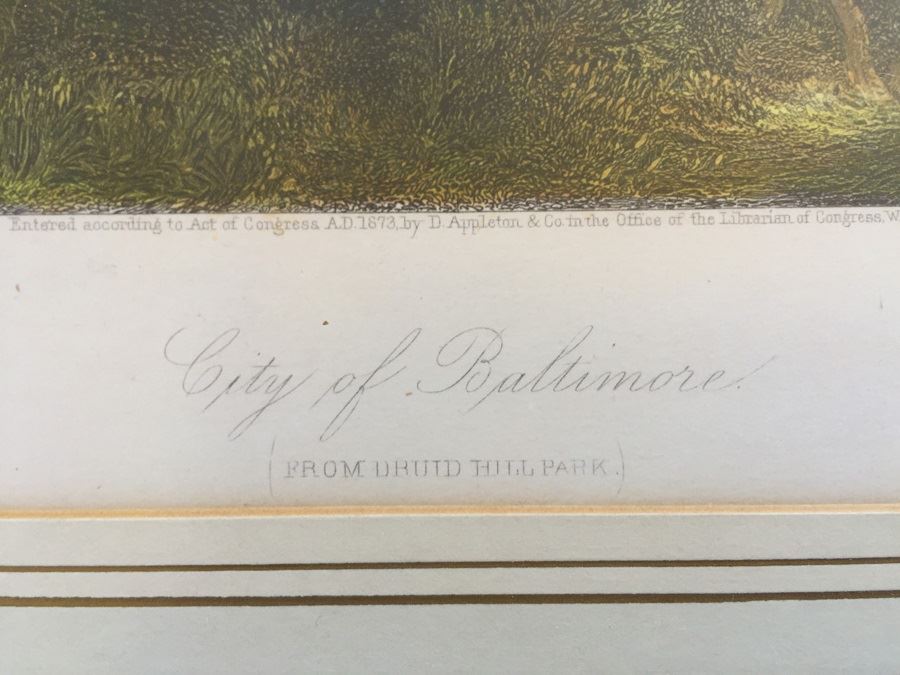 Entered according to Act of Congress A.D. 1873, by D. Appleton & Co. in the Office of the Librarian of Congress, W
City of Baltimore.
(FROM DRUID HILL PARK.)